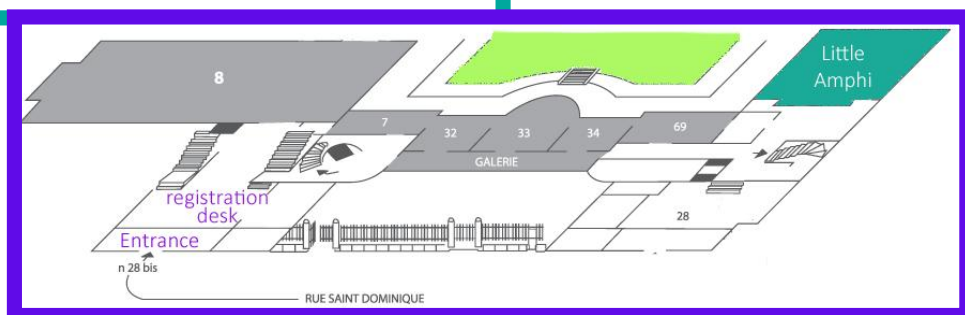 Little
Amphi
8
7
32
33
34
69
GALERIE
registration
desk
28
Entrance
n 28 bis
RUE SAINT DOMINIQUE